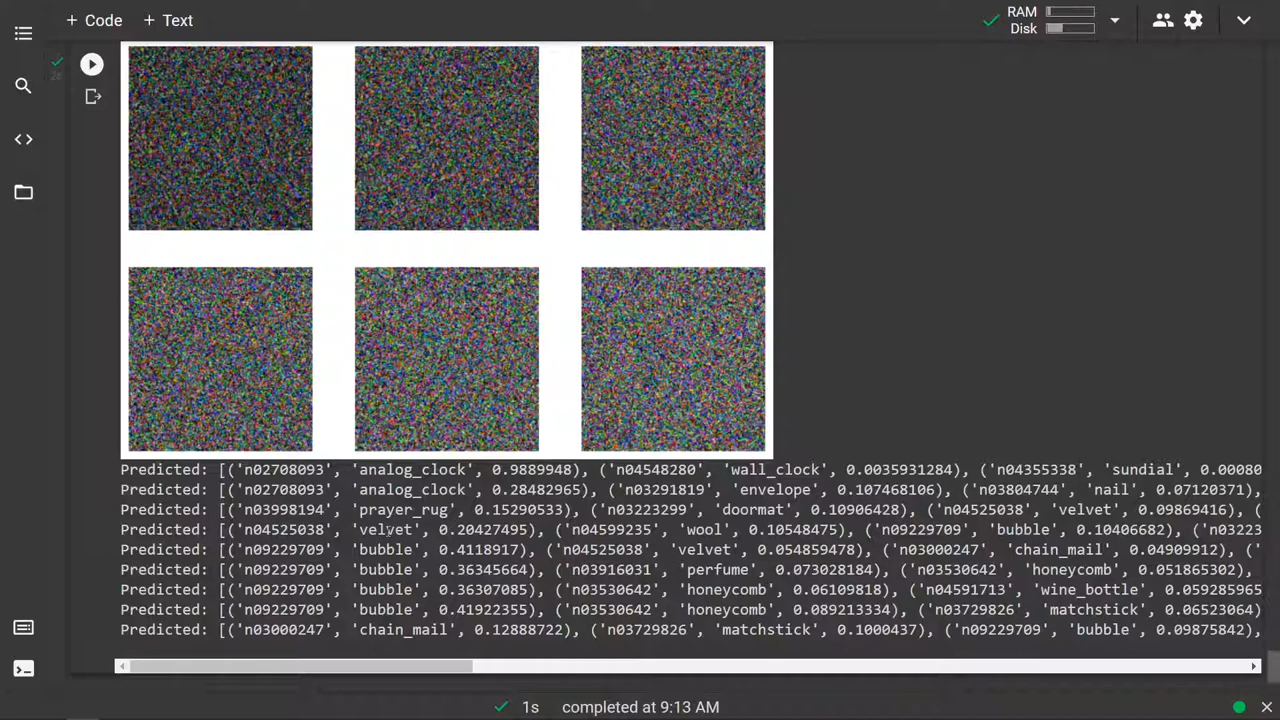 + Code + Text
RAM
Disk
Predicted: [('n02708093', 'analog_clock', 0.9889948), ('n04548280', 'wall_clock', 0.0035931284), ('n04355338', 'sundial', 0.00080
Predicted: [('n02708093', 'analog_clock', 0.28482965), ('n03291819', 'envelope', 0.107468106), ('n03804744', 'nail', 0.07120371),
Predicted: [('n03998194', 'prayer_rug', 0.15290533), ('n03223299', 'doormat', 0.10906428), ('n04525038', 'velvet', 0.09869416), (
Predicted: [('n04525038', 'velvet', 0.20427495), ('n04599235', 'wool', 0.10548475), ('n09229709', 'bubble', 0.10406682), ('n03223
Predicted: [('n09229709', 'bubble', 0.4118917), ('n04525038', 'velvet', 0.054859478), ('n03000247', 'chain_mail', 0.04909912), ('
Predicted: [('n09229709', 'bubble', 0.36345664), ('n03916031', 'perfume', 0.073028184), ('n03530642', 'honeycomb', 0.051865302),
Predicted: [('n09229709', 'bubble', 0.36307085), ('n03530642', 'honeycomb', 0.06109818), ('n04591713', 'wine_bottle', 0.059285965
Predicted: [('n09229709', 'bubble', 0.41922355), ('n03530642', 'honeycomb', 0.089213334), ('n03729826', 'matchstick', 0.06523064)
Predicted: [('n03000247', 'chain_mail', 0.12888722), ('n03729826', 'matchstick', 0.1000437), ('n09229709', 'bubble', 0.09875842),
1s completed at 9:13 AM